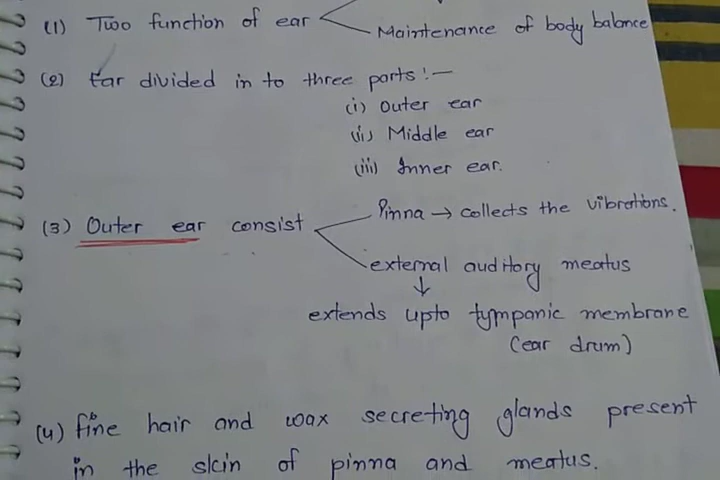 (1) Two function of ear
Maintenance of body balance
(2) Ear divided in to three parts :—
(i) Outer ear
(ii) Middle ear
(iii) Inner ear.
(3) Outer ear consist
Pinna → collects the vibrations.
external auditory meatus
↓
extends upto tympanic membrane
(ear drum)
(4) fine hair and wax secreting glands present
in the skin of pinna and meatus.